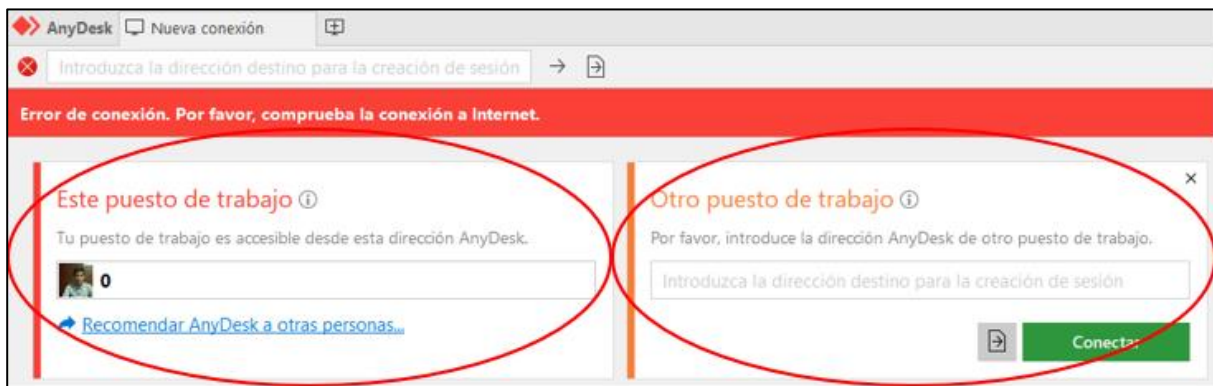 AnyDesk Nueva conexión
Introduzca la dirección destino para la creación de sesión
Error de conexión. Por favor, comprueba la conexión a Internet.
Este puesto de trabajo
Tu puesto de trabajo es accesible desde esta dirección AnyDesk.
0
Recomendar AnyDesk a otras personas...
Otro puesto de trabajo
Por favor, introduce la dirección AnyDesk de otro puesto de trabajo.
Introduzca la dirección destino para la creación de sesión
Conectar